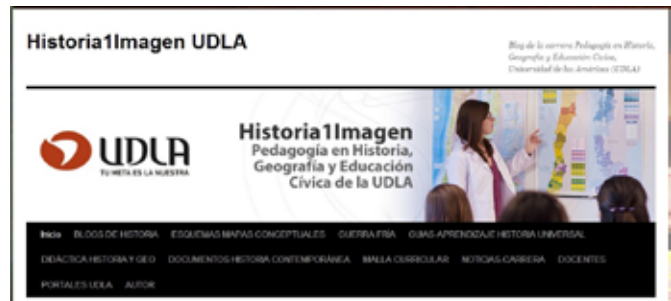 Historia1Imagen UDLA
Blog de la carrera Pedagogía en Historia,
Geografía y Educación Cívica,
Universidad de las Américas (UDLA)
UDLA
TU META ES LA NUESTRA
Historia1Imagen
Pedagogía en Historia,
Geografía y Educación
Cívica de la UDLA
Inicio BLOGS DE HISTORIA ESQUEMAS MAPAS CONCEPTUALES GUERRA FRÍA GUIAS-APRENDIZAJE HISTORIA UNIVERSAL
DIDÁCTICA HISTORIA Y GEO DOCUMENTOS HISTORIA CONTEMPORÁNEA MALLA CURRICULAR NOTICIAS-CARRERA DOCENTES
PORTALES UDLA AUTOR